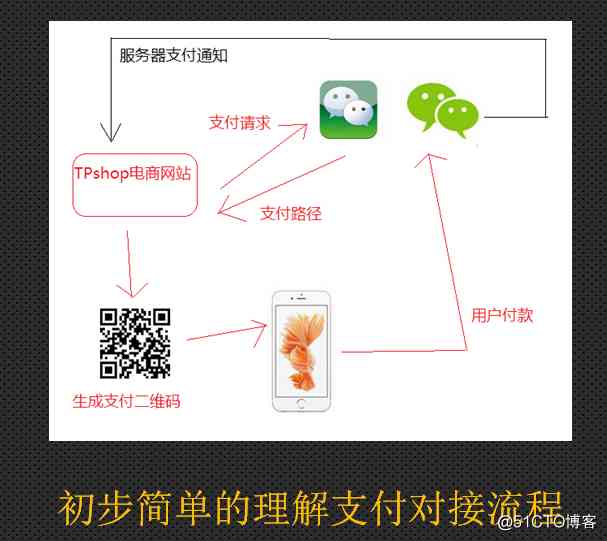 服务器支付通知
支付请求
TPshop电商网站
支付路径
用户付款
生成支付二维码
初步简单的理解支付对接流程
@51CTO博客